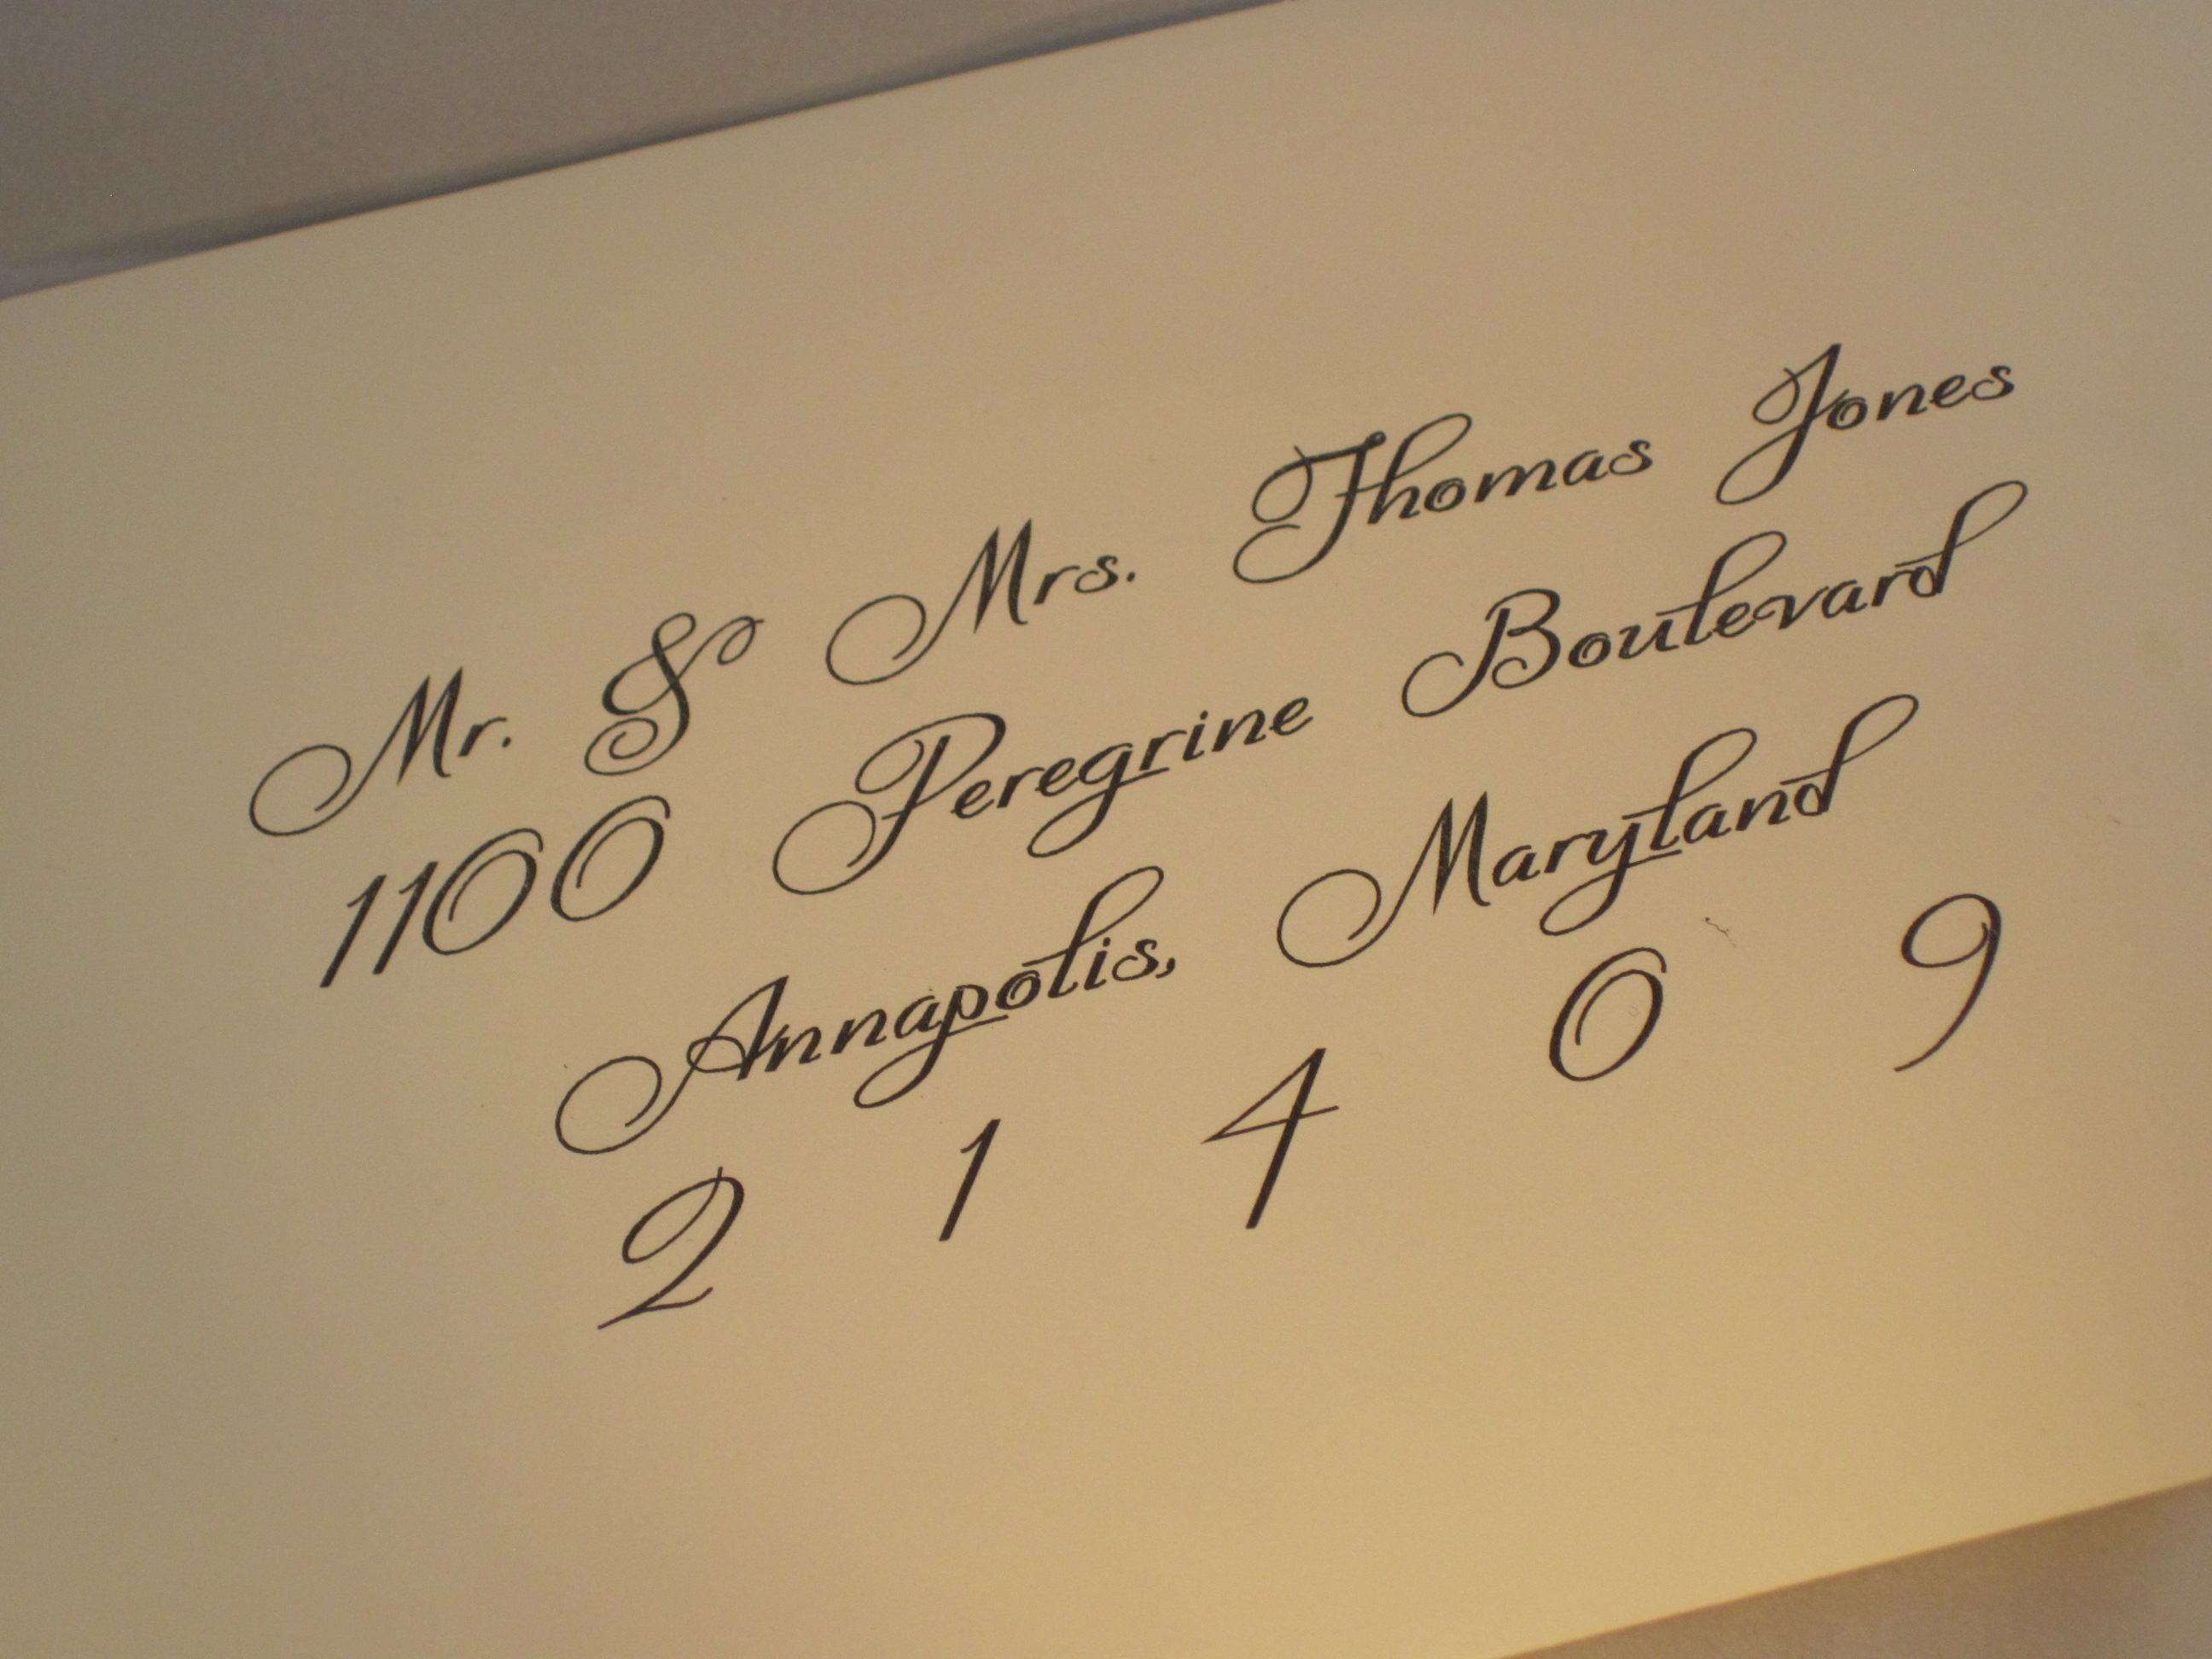 Mr. & Mrs. Thomas Jones
1100 Peregrine Boulevard
Annapolis, Maryland
2 1 4 0 9